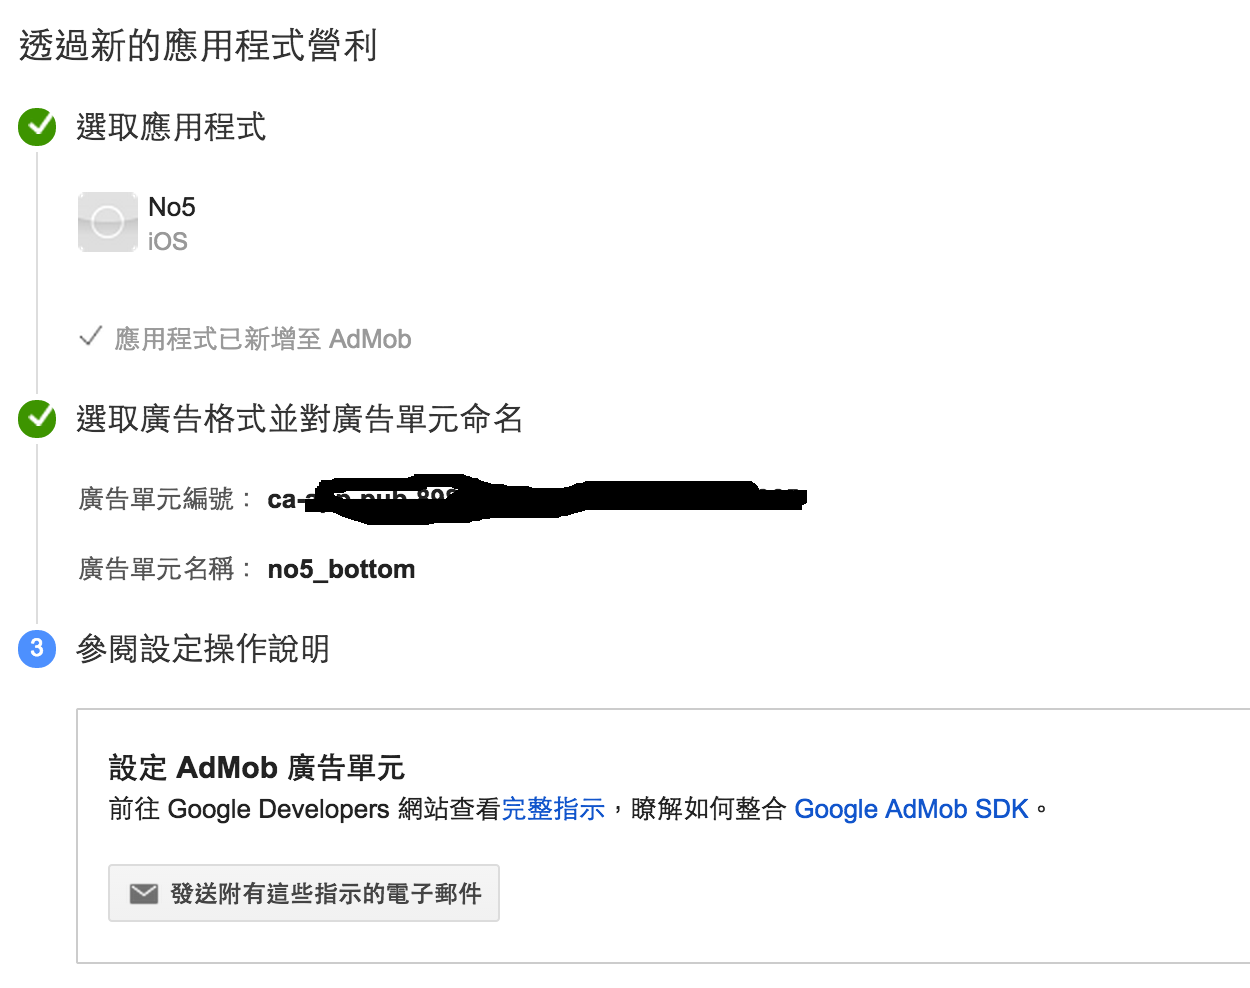 透過新的應用程式營利
選取應用程式
No5
iOS
應用程式已新增至 AdMob
選取廣告格式並對廣告單元命名
廣告單元編號： ca-
廣告單元名稱： no5_bottom
3 參閱設定操作說明
設定 AdMob 廣告單元
前往 Google Developers 網站查看完整指示，瞭解如何整合 Google AdMob SDK。
發送附有這些指示的電子郵件